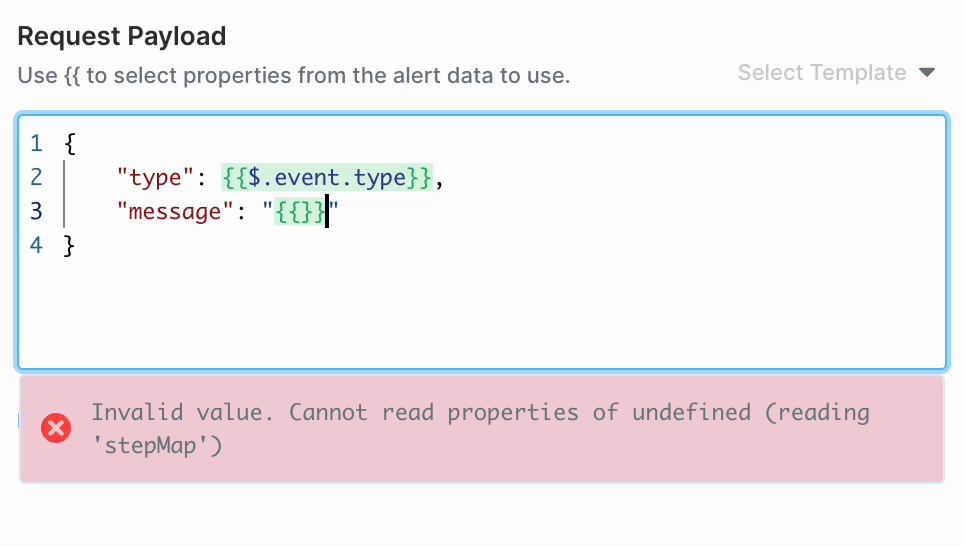 Request Payload
Use {{ to select properties from the alert data to use.
Select Template
1 {
2 "type": {{$.event.type}},
3 "message": "{{}}"
4 }
Invalid value. Cannot read properties of undefined (reading
'stepMap')